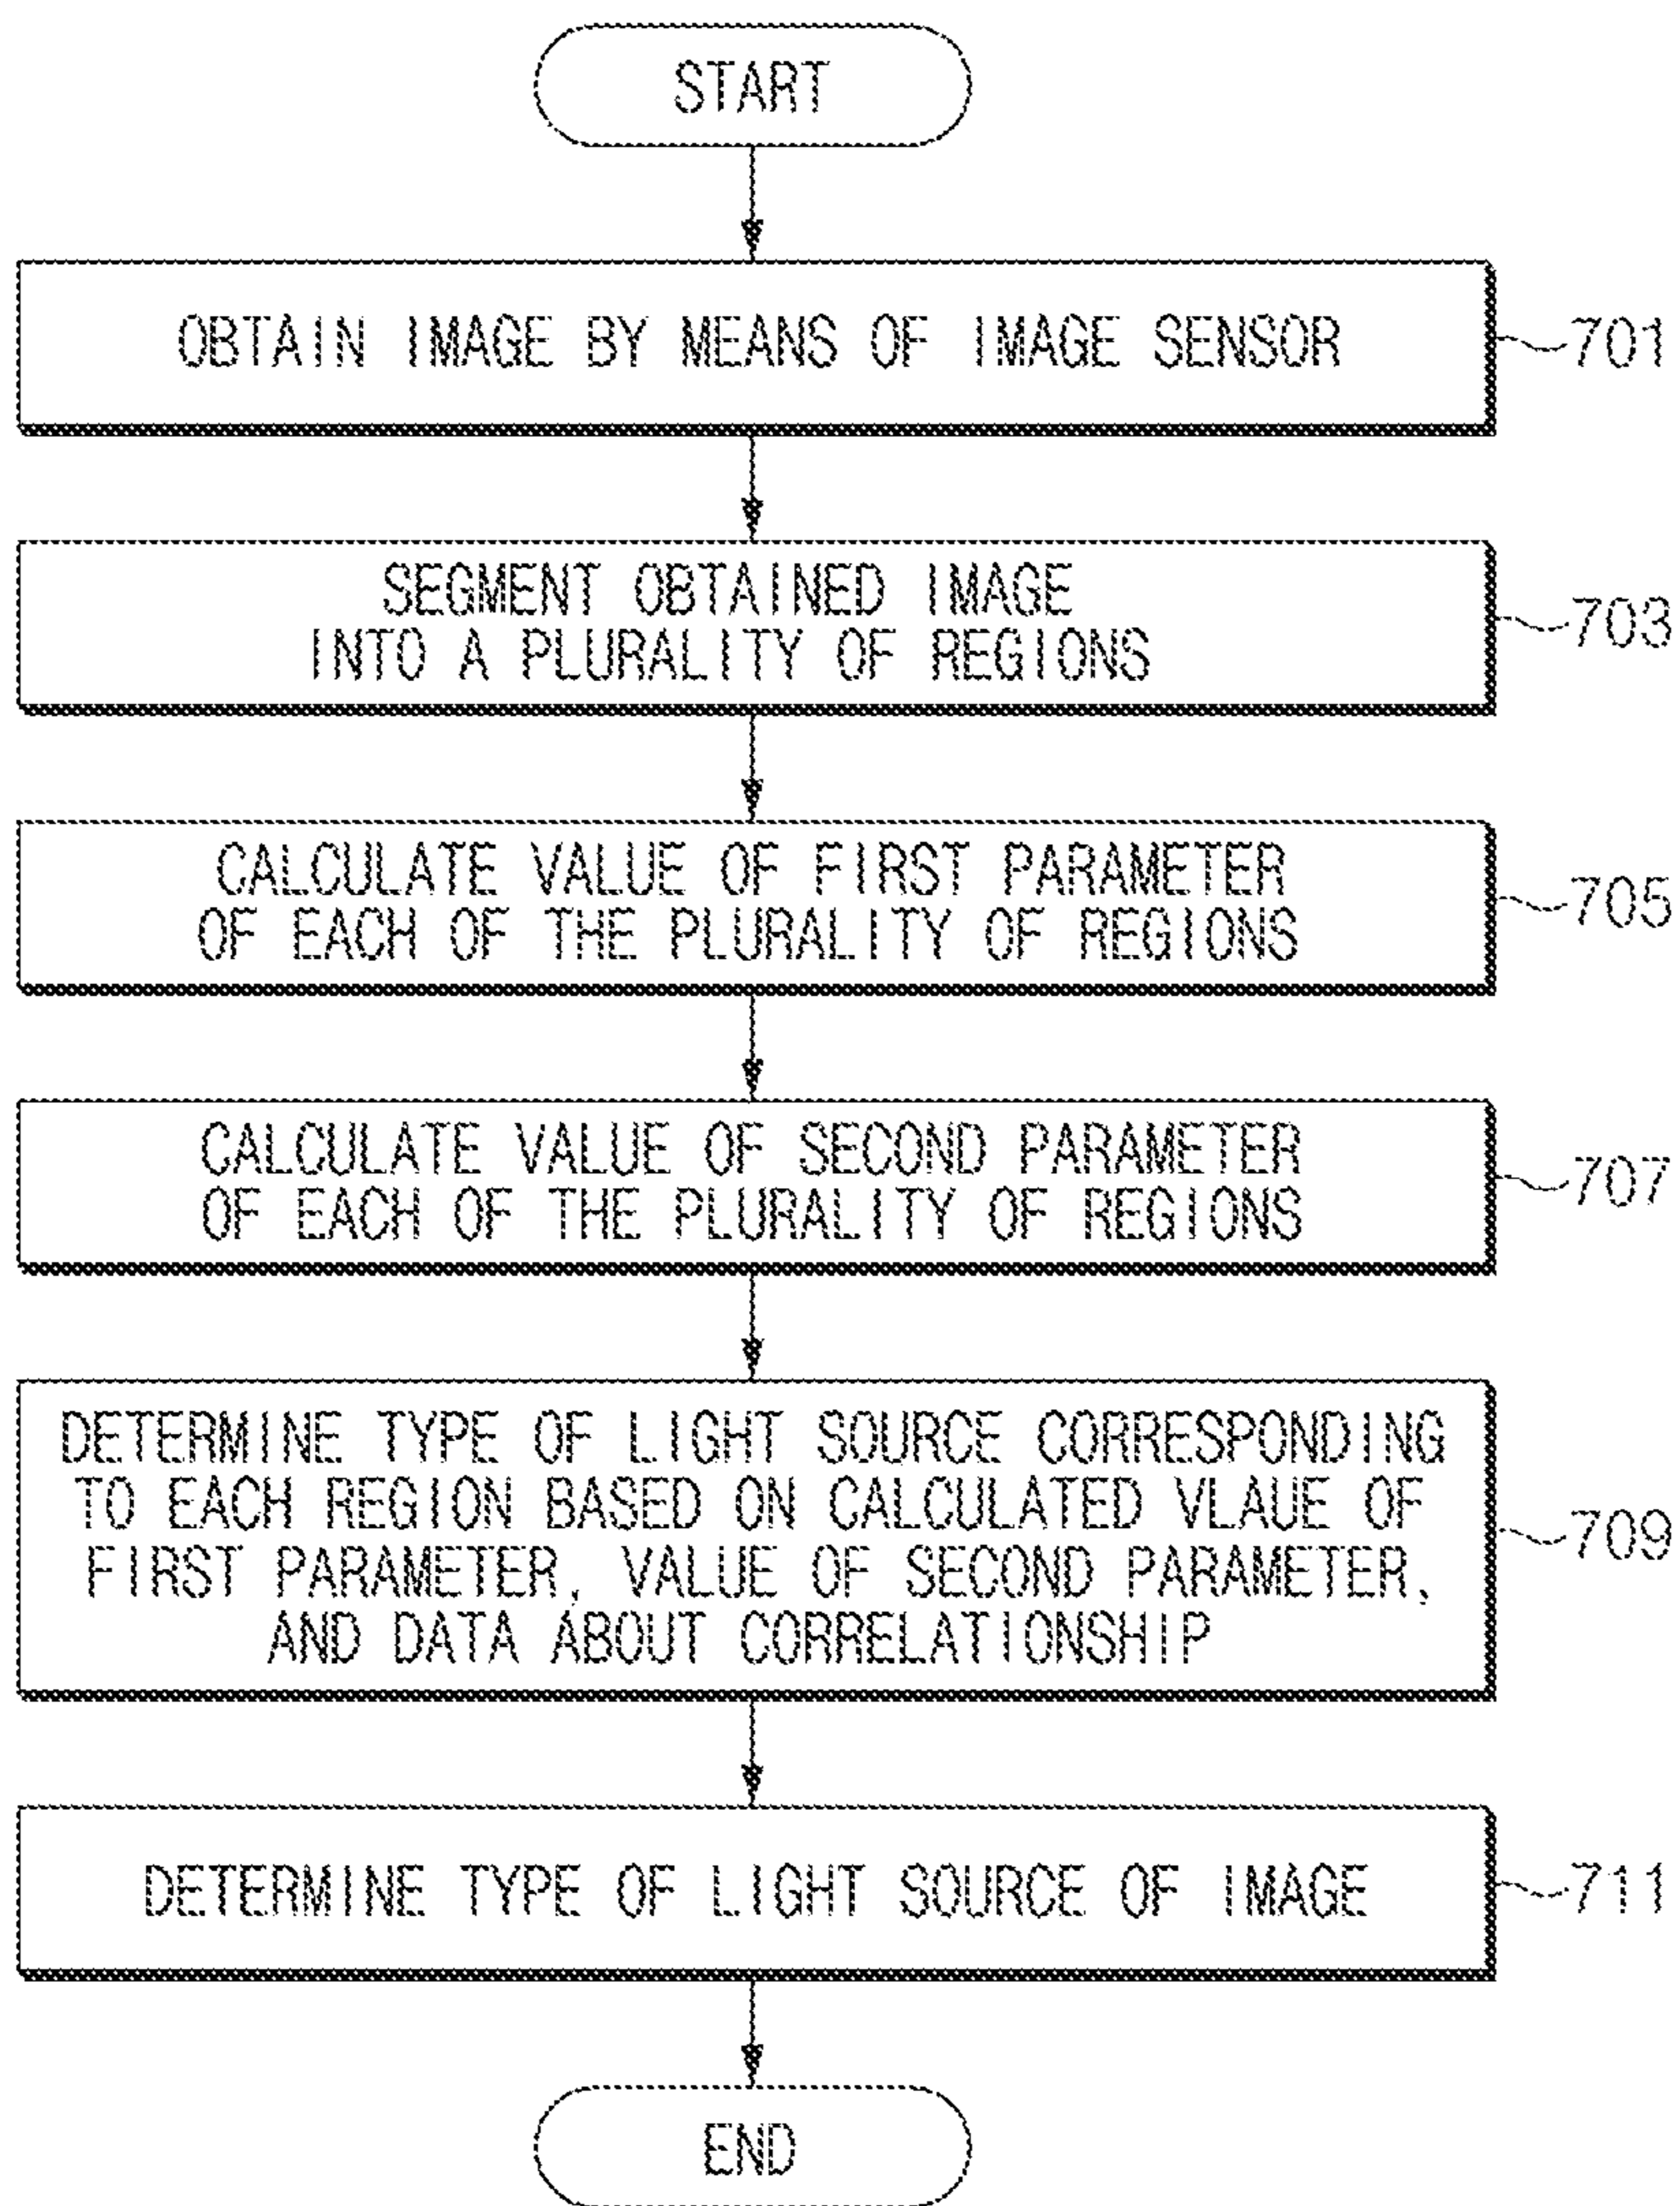 START
OBTAIN IMAGE BY MEANS OF IMAGE SENSOR
701
SEGMENT OBTAINED IMAGE
INTO A PLURALITY OF REGIONS
703
CALCULATE VALUE OF FIRST PARAMETER
OF EACH OF THE PLURALITY OF REGIONS
705
CALCULATE VALUE OF SECOND PARAMETER
OF EACH OF THE PLURALITY OF REGIONS
707
DETERMINE TYPE OF LIGHT SOURCE CORRESPONDING
TO EACH REGION BASED ON CALCULATED VLAUE OF
FIRST PARAMETER, VALUE OF SECOND PARAMETER,
AND DATA ABOUT CORRELATIONSHIP
709
DETERMINE TYPE OF LIGHT SOURCE OF IMAGE
711
END